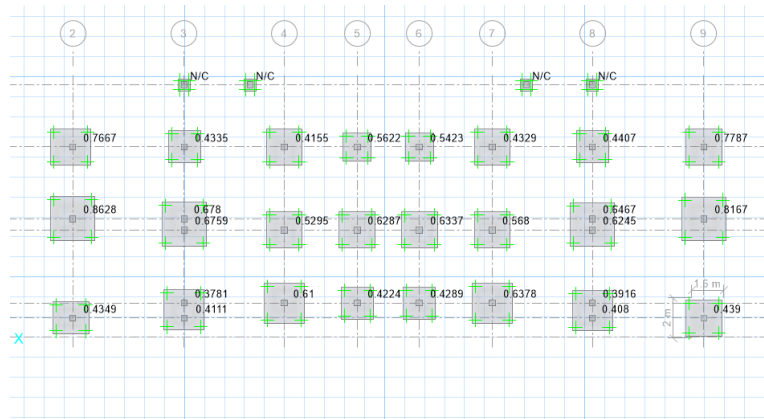 2 3 4 5 6 7 8 9
N/C N/C N/C N/C
0.7667 0.4335 0.4155 0.5622 0.5423 0.4329 0.4407 0.7787
0.8628 0.678 0.6467 0.8167
0.6759 0.5295 0.6287 0.6337 0.568 0.6245
0.3781 0.61 0.4224 0.4289 0.6378 0.3916 1.6 m
0.4349 0.4111 0.408 2 m 0.439
X